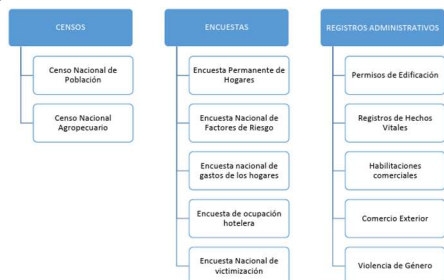 CENSOS
Censo Nacional de
Población
Censo Nacional
Agropecuario
ENCUESTAS
Encuesta Permanente de
Hogares
Encuesta Nacional de
Factores de Riesgo
Encuesta nacional de
gastos de los hogares
Encuesta de ocupación
hotelera
Encuesta Nacional de
victimización
REGISTROS ADMINISTRATIVOS
Permisos de Edificación
Registros de Hechos
Vitales
Habilitaciones
comerciales
Comercio Exterior
Violencia de Género